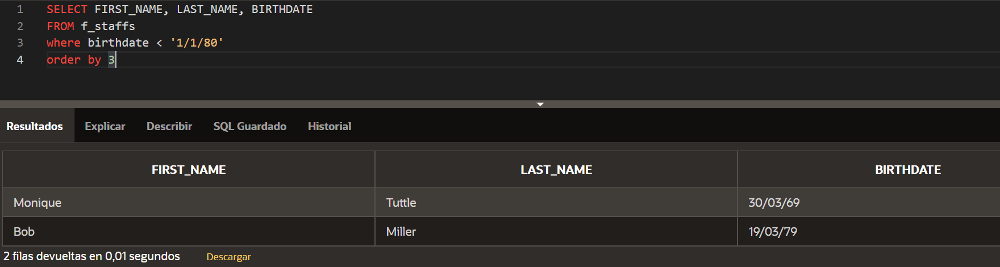 1 SELECT FIRST_NAME, LAST_NAME, BIRTHDATE
2 FROM f_staffs
3 where birthdate < '1/1/80'
4 order by 3
Resultados Explicar Describir SQL Guardado Historial
FIRST_NAME LAST_NAME BIRTHDATE
Monique Tuttle 30/03/69
Bob Miller 19/03/79
2 filas devueltas en 0,01 segundos Descargar